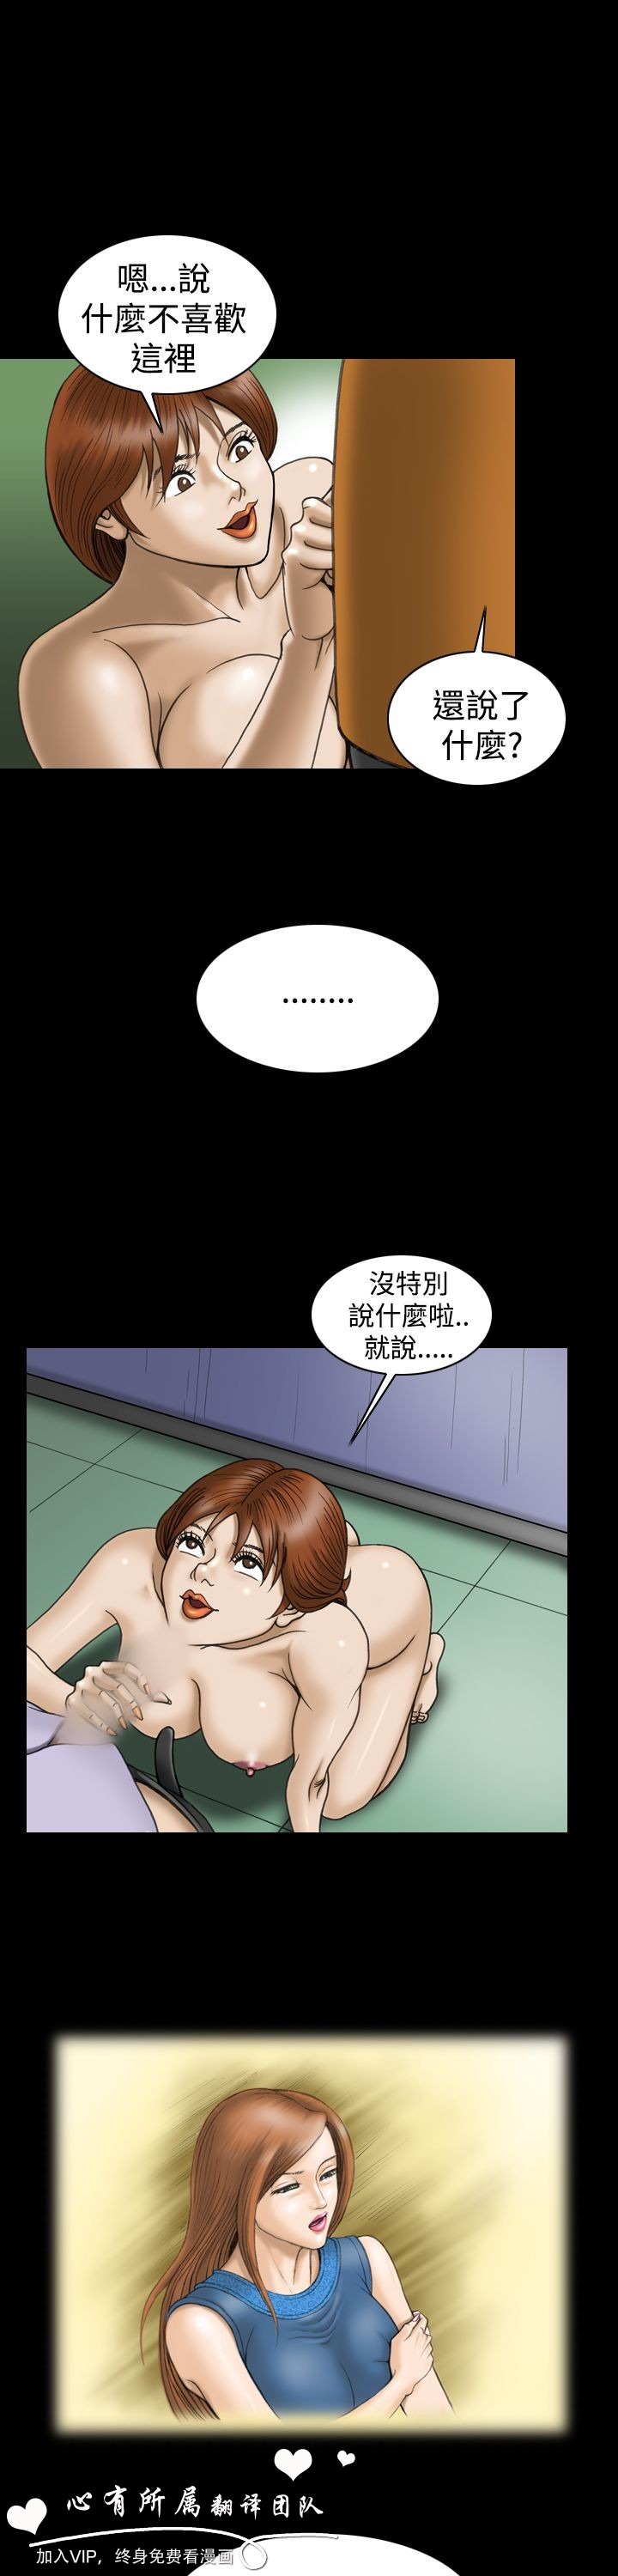 嗯...說
什麼不喜歡
這裡
還說了
什麼?
........
沒特別
說什麼啦..
就說.....
心有所属翻译团队
加入VIP，终身免费看漫画